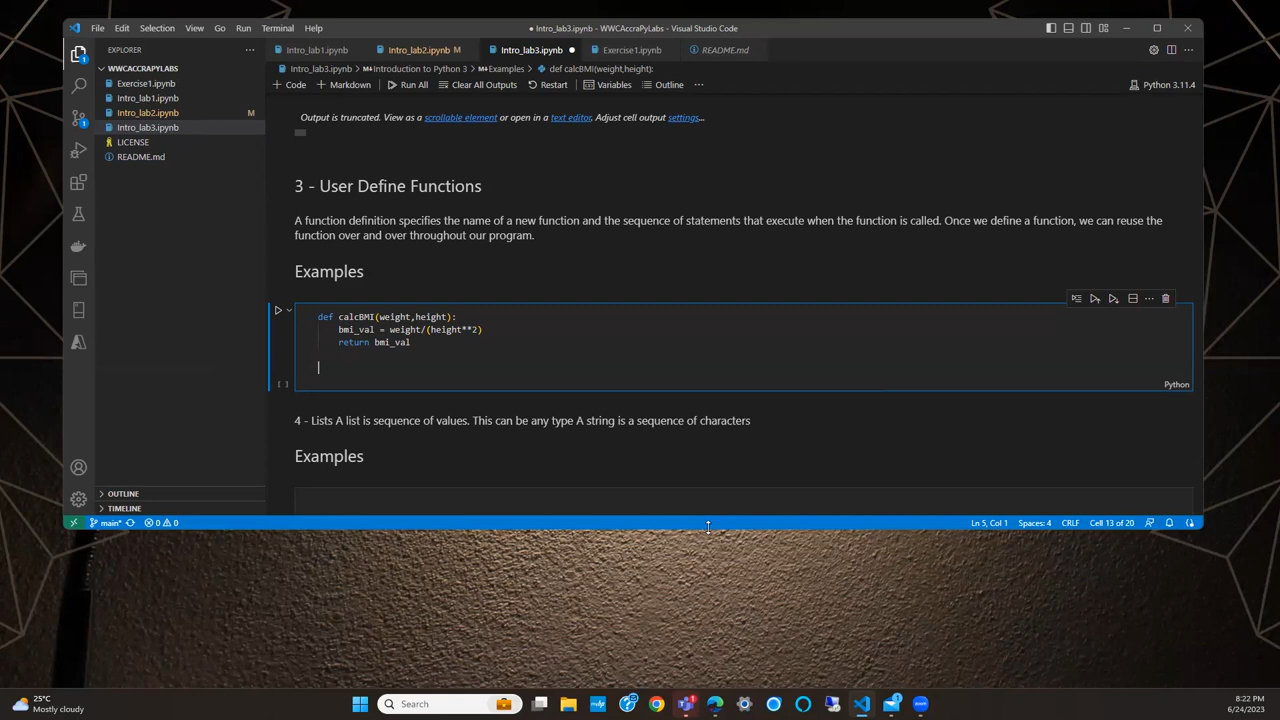 File Edit Selection View Go Run Terminal Help
● Intro_lab3.ipynb - WWCAccraPyLabs - Visual Studio Code
EXPLORER
Intro_lab1.ipynb Intro_lab2.ipynb M Intro_lab3.ipynb Exercise1.ipynb README.md
WWCACCRAPYLABS
Intro_lab3.ipynb > M↓Introduction to Python 3 > M↓Examples > def calcBMI(weight,height):
Exercise1.ipynb
+ Code + Markdown Run All Clear All Outputs Restart Variables Outline ... Python 3.11.4
Intro_lab1.ipynb
Intro_lab2.ipynb M
Intro_lab3.ipynb
LICENSE
README.md
Output is truncated. View as a scrollable element or open in a text editor. Adjust cell output settings...
3 - User Define Functions
A function definition specifies the name of a new function and the sequence of statements that execute when the function is called. Once we define a function, we can reuse the
function over and over throughout our program.
Examples
def calcBMI(weight,height):
bmi_val = weight/(height**2)
return bmi_val
[ ]
Python
4 - Lists A list is sequence of values. This can be any type A string is a sequence of characters
Examples
OUTLINE
TIMELINE
main* 0 0 Ln 5, Col 1 Spaces: 4 CRLF Cell 13 of 20
25°C
Mostly cloudy
Search
8:22 PM
6/24/2023